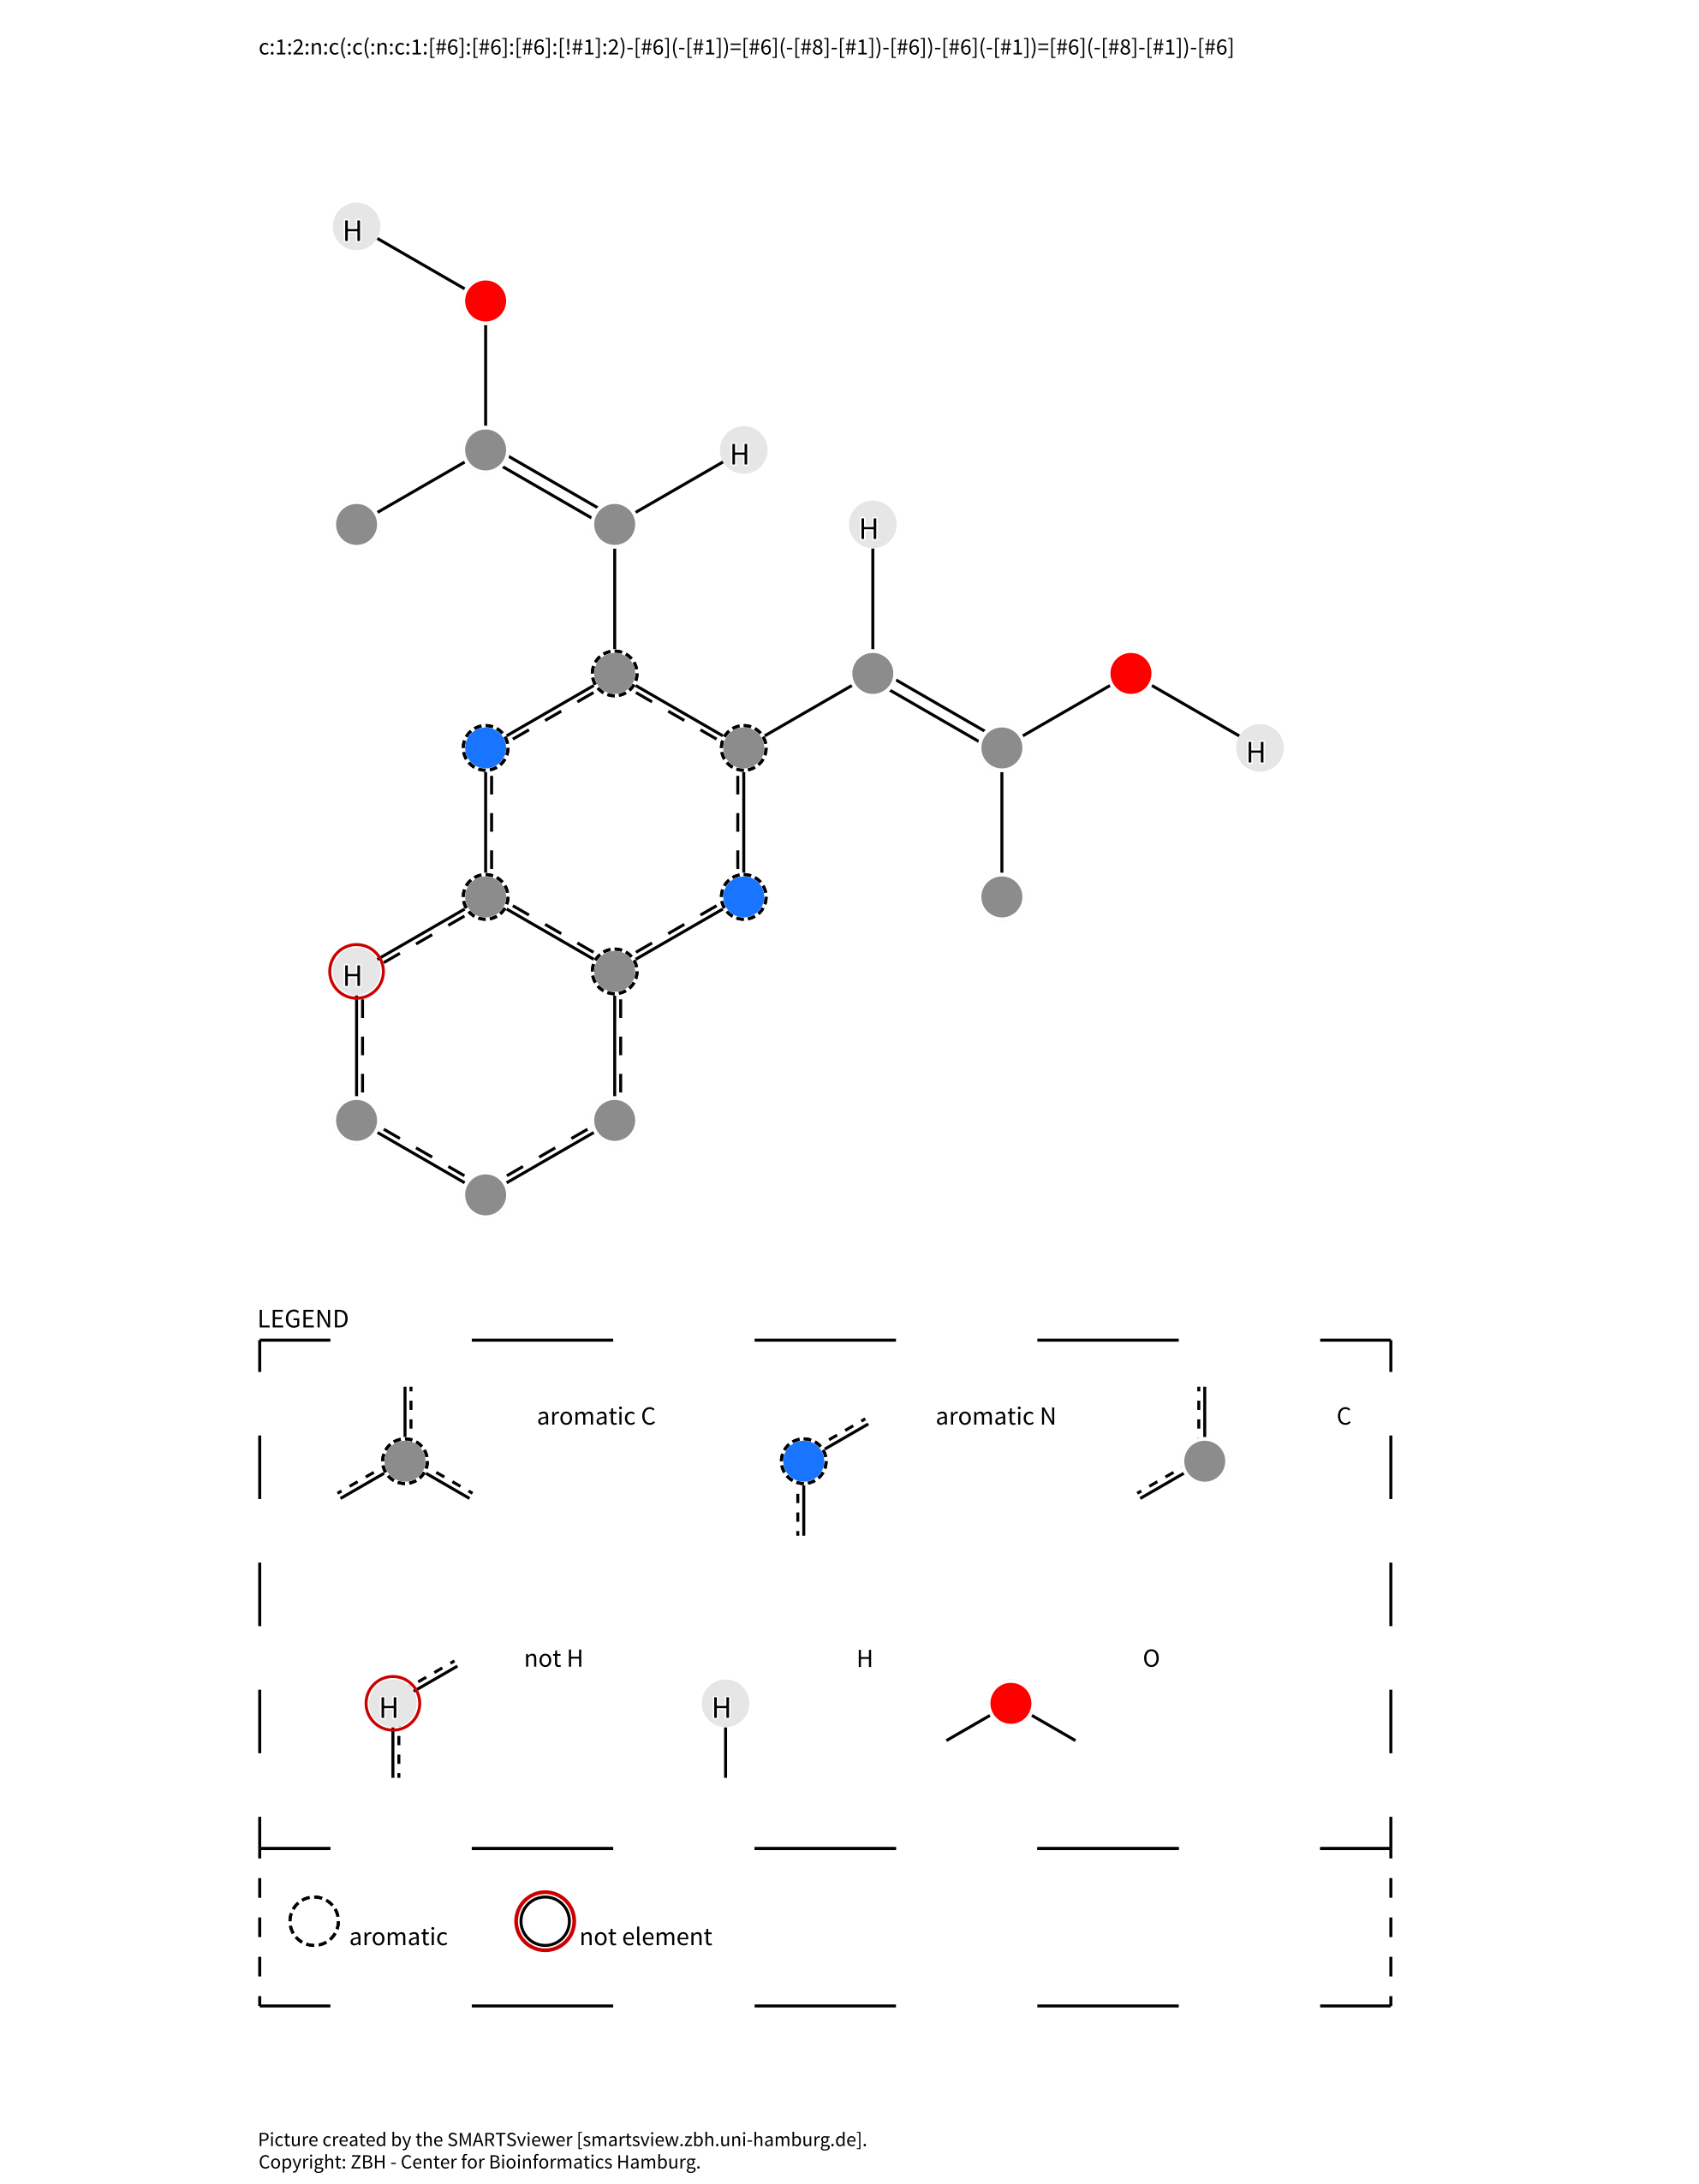 c:1:2:n:c(:c(:n:c:1:[#6]:[#6]:[#6]:[!#1]:2)-[#6](-[#1])=[#6](-[#8]-[#1])-[#6])-[#6](-[#1])=[#6](-[#8]-[#1])-[#6]
H
H
H
H
H
LEGEND
aromatic C
aromatic N
C
not H
H
O
H
H
aromatic
not element
Picture created by the SMARTSviewer [smartsview.zbh.uni-hamburg.de].
Copyright: ZBH - Center for Bioinformatics Hamburg.